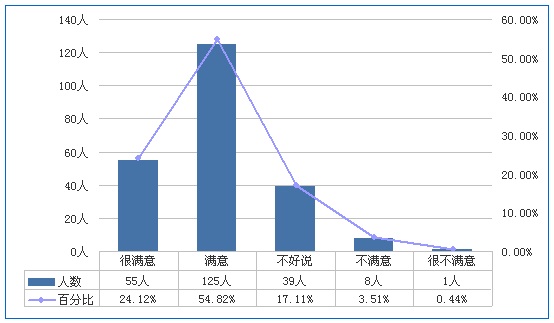 140人 60.00%
120人 50.00%
100人 40.00%
80人 30.00%
60人 20.00%
40人 10.00%
20人 0.00%
0人
很满意 满意 不好说 不满意 很不满意
人数 55人 125人 39人 8人 1人
百分比 24.12% 54.82% 17.11% 3.51% 0.44%